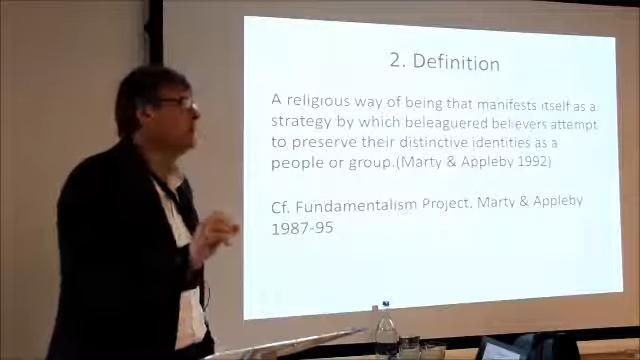 2. Definition
A religious way of being that manifests itself as a
strategy by which beleaguered believers attempt
to preserve their distinctive identities as a
people or group.(Marty & Appleby 1992)
Cf. Fundamentalism Project. Marty & Appleby
1987-95